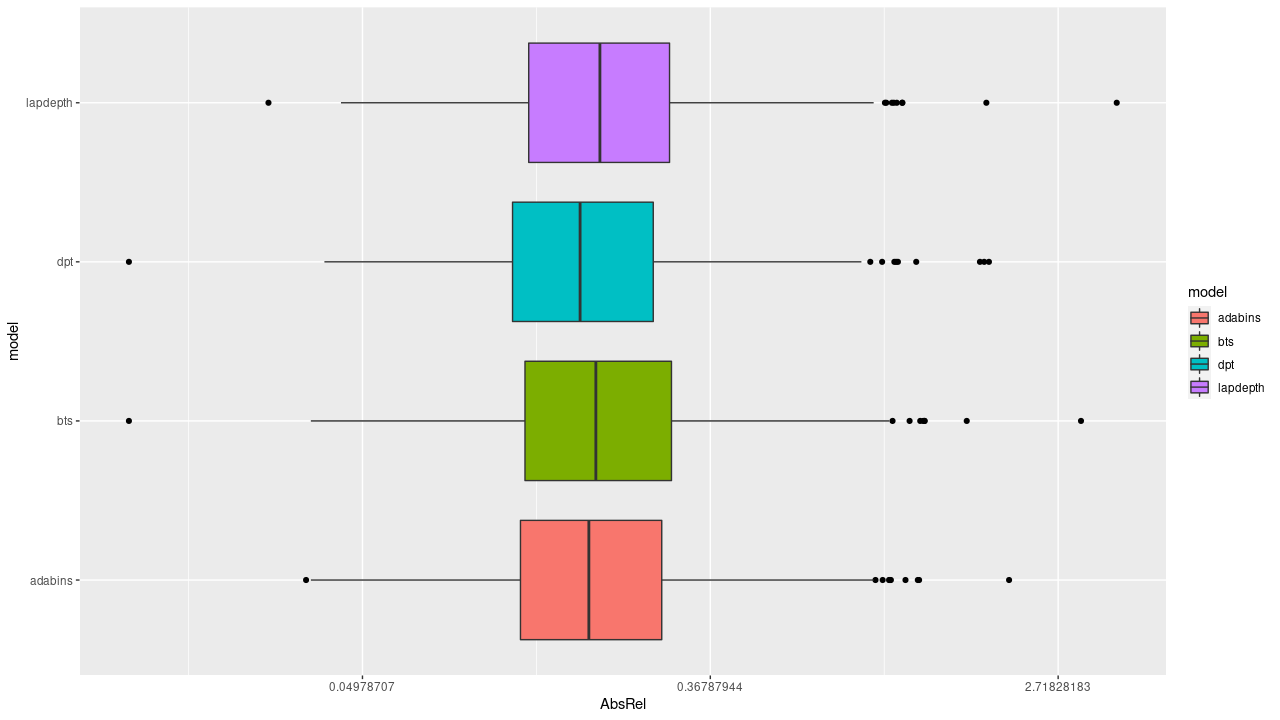 lapdepth
dpt
bts
adabins
model
0.04978707
0.36787944
2.71828183
AbsRel
model
adabins
bts
dpt
lapdepth